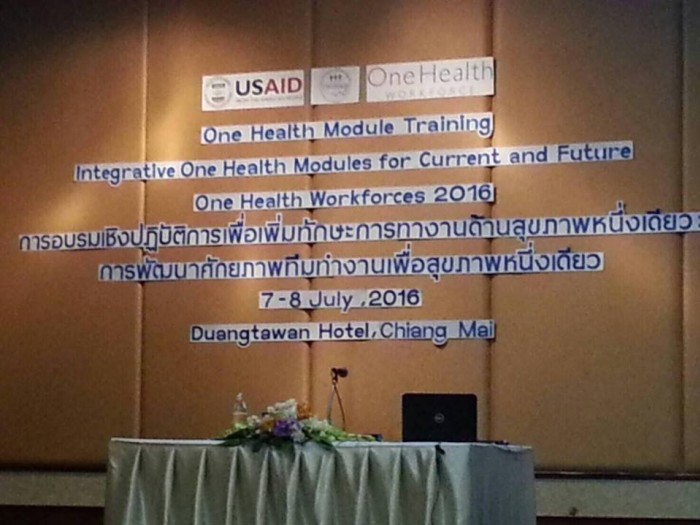 USAID
OneHealth
WORKFORCE
One Health Module Training
Integrative One Health Modules for Current and Future
One Health Workforces 2016
การอบรมเชิงปฏิบัติการเพื่อเพิ่มทักษะการทางานด้านสุขภาพหนึ่งเดียว
การพัฒนาศักยภาพทีมทำงานเพื่อสุขภาพหนึ่งเดียว
7-8 July ,2016
Duangtawan Hotel, Chiang Mai
DELL